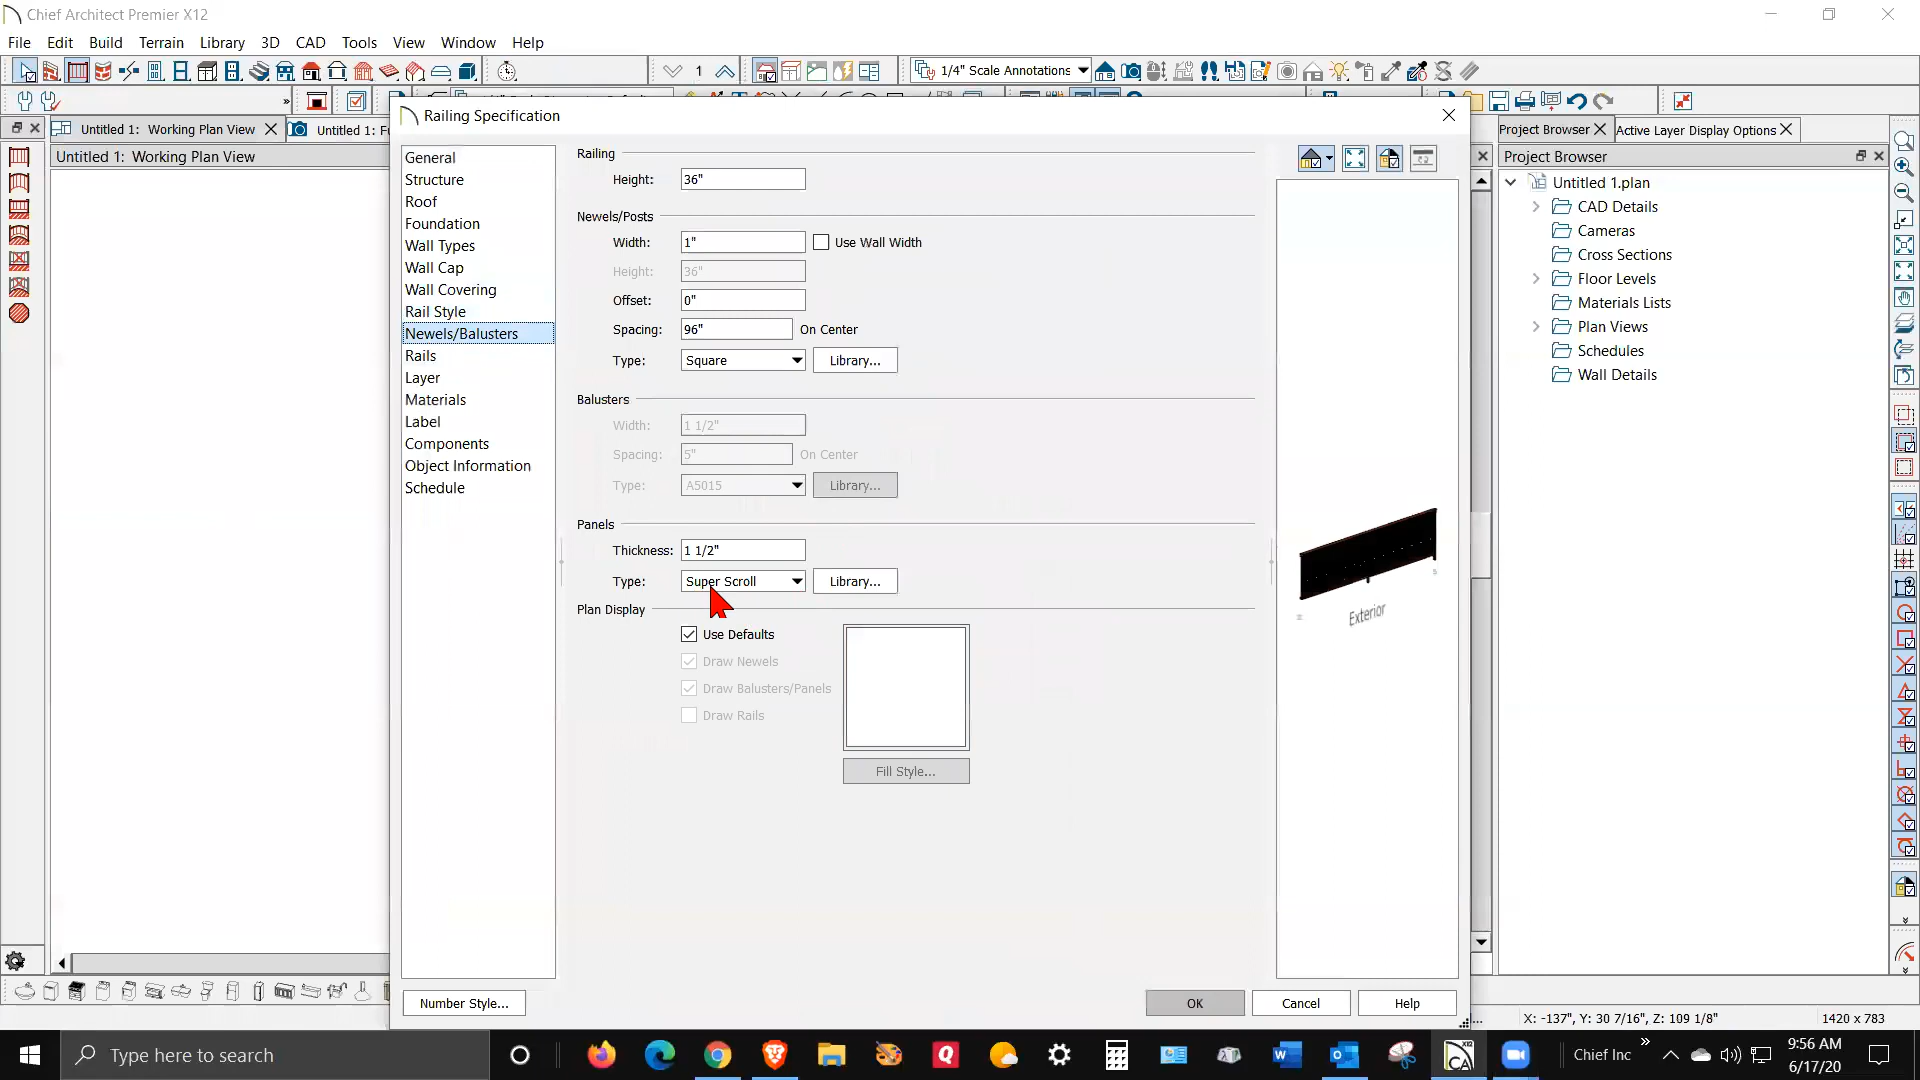 Chief Architect Premier X12
File Edit Build Terrain Library 3D CAD Tools View Window Help
1 1/4" Scale Annotations
Untitled 1: Working Plan View Untitled 1: Fu
Untitled 1: Working Plan View
Railing Specification
General
Structure
Roof
Foundation
Wall Types
Wall Cap
Wall Covering
Rail Style
Newels/Balusters
Rails
Layer
Materials
Label
Components
Object Information
Schedule
Railing
Height: 36"
Newels/Posts
Width: 1" Use Wall Width
Height: 36"
Offset: 0"
Spacing: 96" On Center
Type: Square Library...
Balusters
Width: 1 1/2"
Spacing: 5" On Center
Type: A5015 Library...
Panels
Thickness: 1 1/2"
Type: Super Scroll Library...
Plan Display
Use Defaults
Draw Newels
Draw Balusters/Panels
Draw Rails
Fill Style...
Exterior
Number Style... OK Cancel Help
Project Browser Active Layer Display Options
Project Browser
Untitled 1.plan
CAD Details
Cameras
Cross Sections
Floor Levels
Materials Lists
Plan Views
Schedules
Wall Details
X: -137", Y: 30 7/16", Z: 109 1/8" 1420 x 783
Type here to search
Chief Inc
9:56 AM
6/17/20